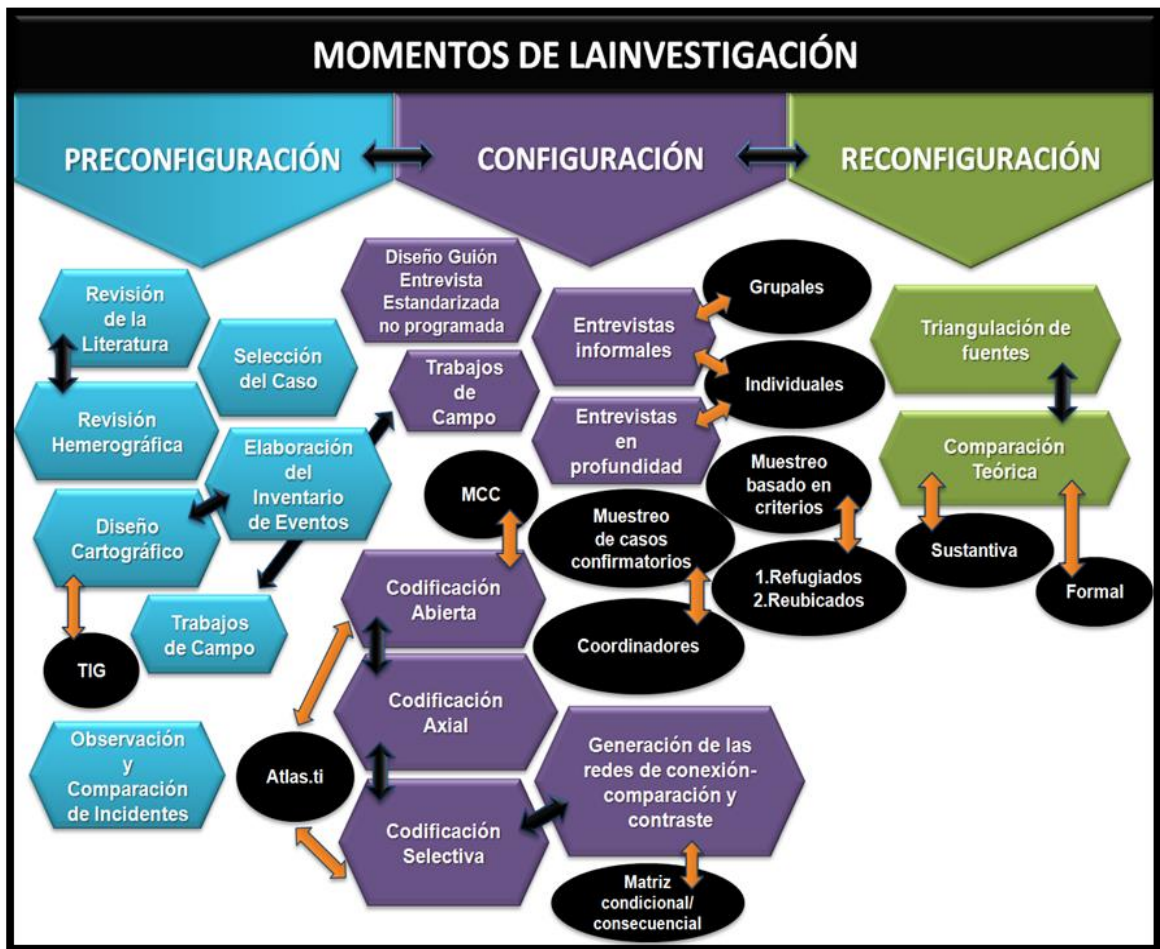 MOMENTOS DE LAINVESTIGACIÓN
PRECONFIGURACIÓN
CONFIGURACIÓN
RECONFIGURACIÓN
Revisión
de la
Literatura
Selección
del Caso
Revisión
Hemerográfica
Elaboración
del
Inventario
de Eventos
Diseño
Cartográfico
Trabajos
de Campo
TIG
Observación
y
Comparación
de Incidentes
Diseño Guión
Entrevista
Estandarizada
no programada
Trabajos
de
Campo
Entrevistas
informales
Entrevistas
en
profundidad
Grupales
Individuales
MCC
Muestreo
de casos
confirmatorios
Coordinadores
Muestreo
basado en
criterios
1.Refugiados
2.Reubicados
Codificación
Abierta
Codificación
Axial
Codificación
Selectiva
Atlas.ti
Generación de las
redes de conexión-
comparación y
contraste
Matriz
condicional/
consecuencial
Triangulación de
fuentes
Comparación
Teórica
Sustantiva
Formal